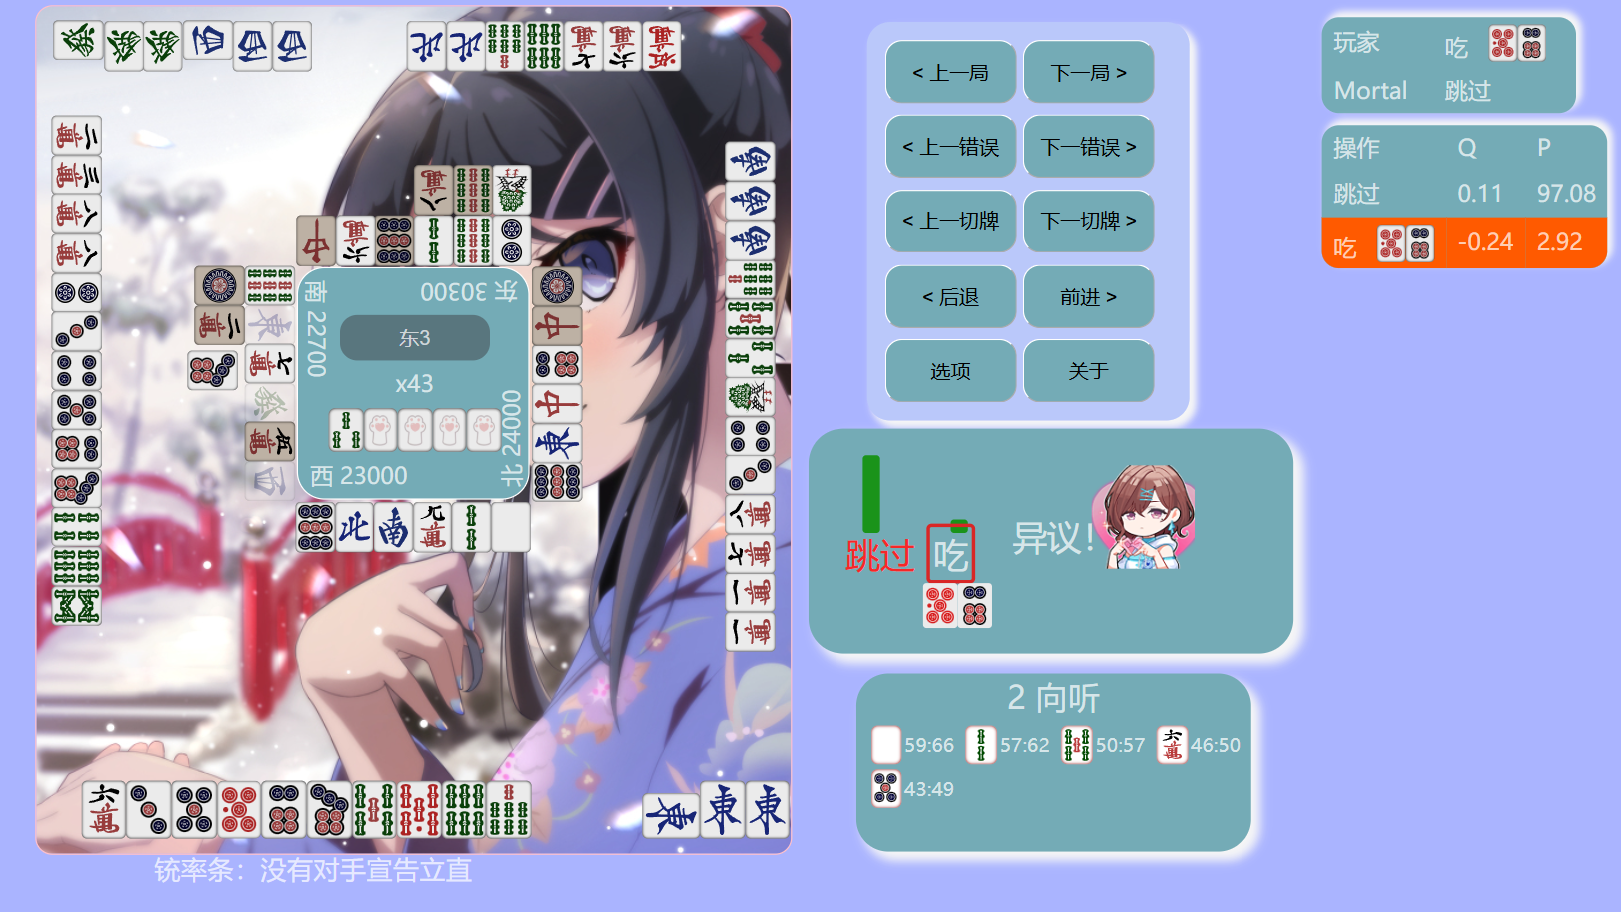 南 22700
东 30300
东3
x43
北 24000
西 23000
铳率条：没有对手宣告立直
< 上一局
下一局 >
< 上一错误
下一错误 >
< 上一切牌
下一切牌 >
< 后退
前进 >
选项
关于
跳过
吃
异议！
2 向听
59:66
57:62
50:57
46:50
43:49
玩家 吃
Mortal 跳过
操作 Q P
跳过 0.11 97.08
吃 -0.24 2.92